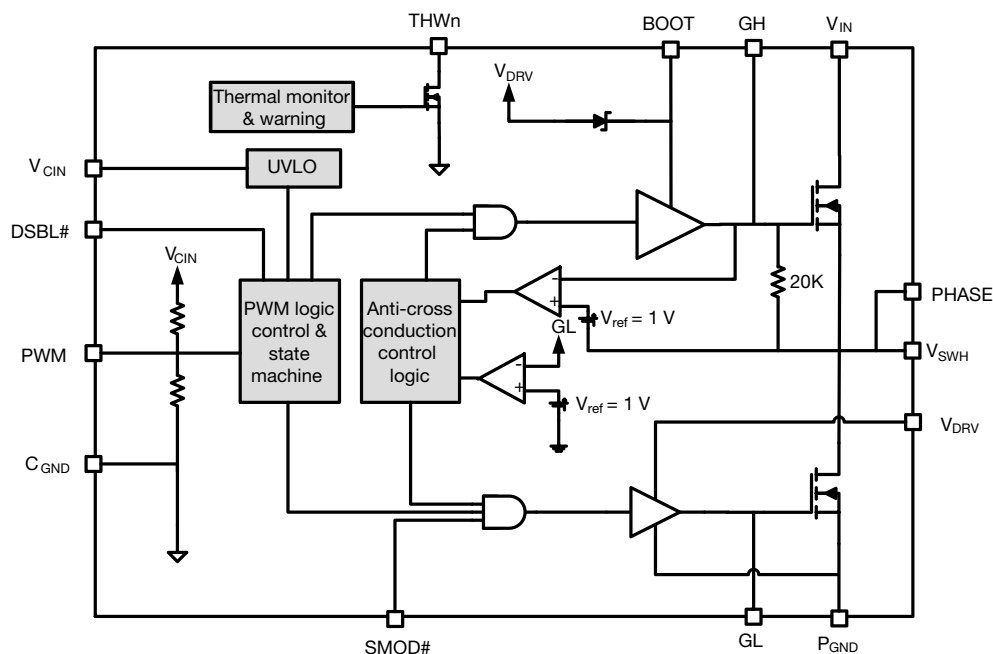 THWn
BOOT
GH
VIN
VDRV
Thermal monitor
& warning
VCIN
UVLO
DSBL#
VCIN
20K
PHASE
PWM logic
control &
state
machine
Anti-cross
conduction
control
logic
-
+
Vref = 1 V
GL
PWM
VSWH
-
+
Vref = 1 V
VDRV
CGND
SMOD#
GL
PGND